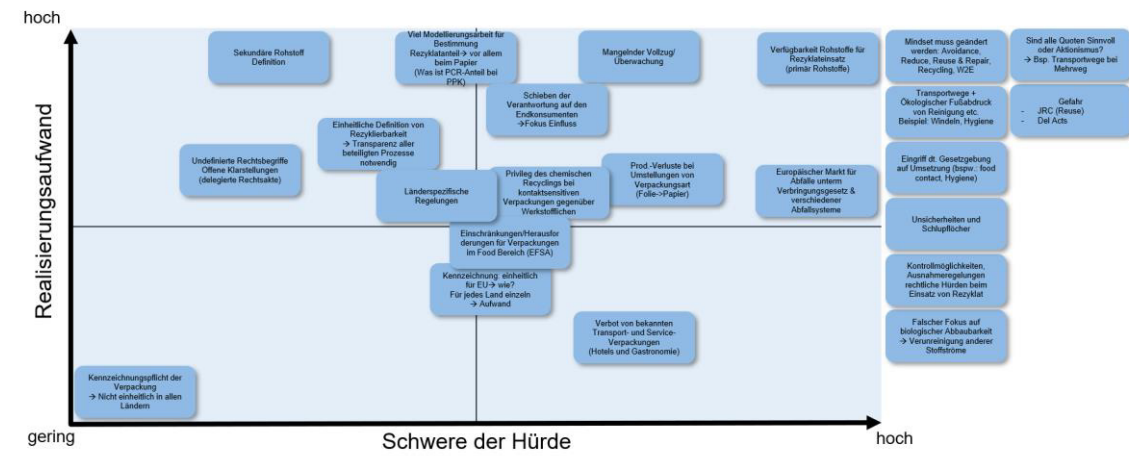 hoch
Realisierungsaufwand
gering
Schwere der Hürde
hoch
Sekundäre Rohstoff
Definition
Viel Modellierungsarbeit für
Bestimmung
Rezyklatanteil→ vor allem
beim Papier
(Was ist PCR-Anteil bei
PPK)
Mangelnder Vollzug/
Überwachung
Verfügbarkeit Rohstoffe für
Rezyklateinsatz
(primär Rohstoffe)
Schieben der
Verantwortung auf den
Endkonsumenten
→Fokus Einfluss
Einheitliche Definition von
Rezyklierbarkeit
→ Transparenz aller
beteiligten Prozesse
notwendig
Undefinierte Rechtsbegriffe
Offene Klarstellungen
(delegierte Rechtsakte)
Länderspezifische
Regelungen
Privileg des chemischen
Recyclings bei
kontaktsensitiven
Verpackungen gegenüber
Werkstofflichen
Prod.-Verluste bei
Umstellungen von
Verpackungsart
(Folie->Papier)
Europäischer Markt für
Abfälle unterm
Verbringungsgesetz &
verschiedener
Abfallsysteme
Einschränkungen/Herausfor
derungen für Verpackungen
im Food Bereich (EFSA)
Kennzeichnung: einheitlich
für EU→ wie?
Für jedes Land einzeln
→ Aufwand
Verbot von bekannten
Transport- und Service-
Verpackungen
(Hotels und Gastronomie)
Kennzeichnungspflicht der
Verpackung
→ Nicht einheitlich in allen
Ländern
Mindset muss geändert
werden: Avoidance,
Reduce, Reuse & Repair,
Recycling, W2E
Sind alle Quoten Sinnvoll
oder Aktionismus?
→ Bsp. Transportwege bei
Mehrweg
Transportwege +
Ökologischer Fußabdruck
von Reinigung etc.
Beispiel: Windeln, Hygiene
Gefahr
- JRC (Reuse)
- Del Acts
Eingriff dt. Gesetzgebung
auf Umsetzung (bspw.: food
contact, Hygiene)
Unsicherheiten und
Schlupflöcher
Kontrollmöglichkeiten,
Ausnahmeregelungen
rechtliche Hürden beim
Einsatz von Rezyklat
Falscher Fokus auf
biologischer Abbaubarkeit
→ Verunreinigung anderer
Stoffströme